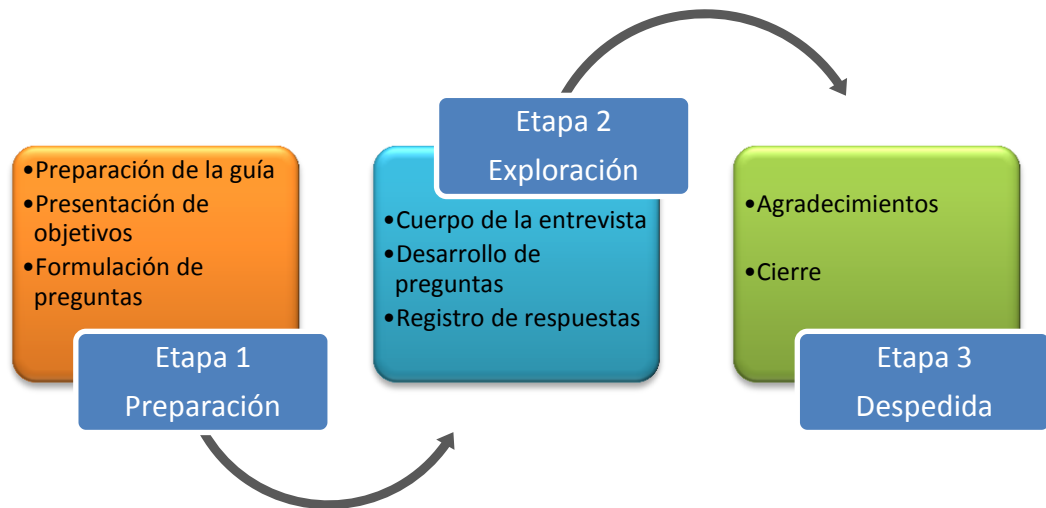 •Preparación de la guía
•Presentación de
objetivos
•Formulación de
preguntas
Etapa 1
Preparación
Etapa 2
Exploración
•Cuerpo de la entrevista
•Desarrollo de
preguntas
•Registro de respuestas
•Agradecimientos
•Cierre
Etapa 3
Despedida